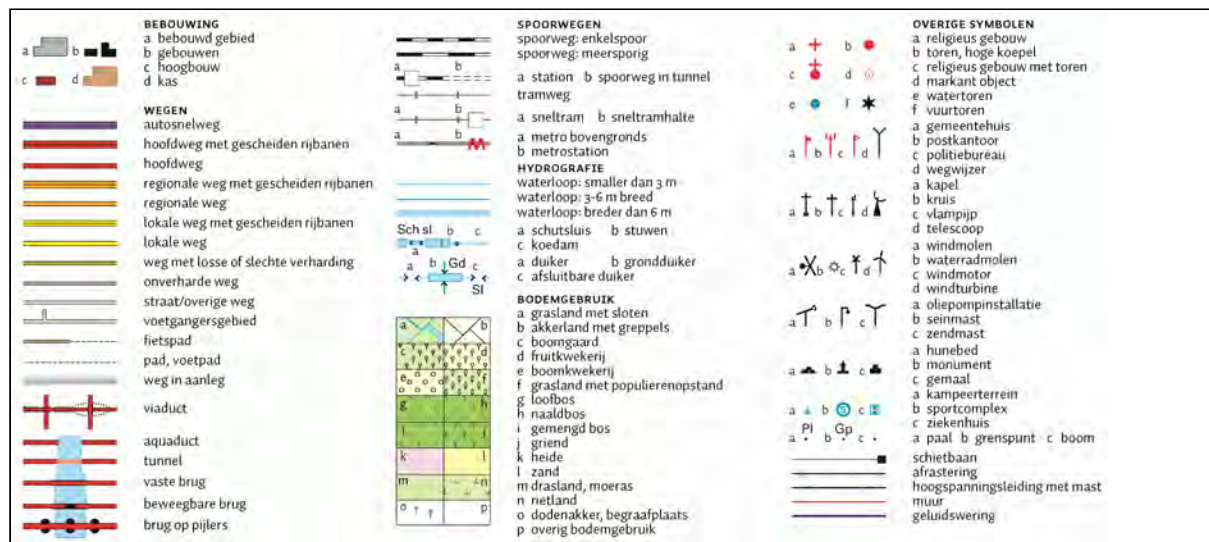 BEBOUWING
a bebouwd gebied
b gebouwen
c hoogbouw
d kas
a b
c d
WEGEN
autosnelweg
hoofdweg met gescheiden rijbanen
hoofdweg
regionale weg met gescheiden rijbanen
regionale weg
lokale weg met gescheiden rijbanen
lokale weg
weg met losse of slechte verharding
onverharde weg
straat/overige weg
voetgangersgebied
fietspad
pad, voetpad
weg in aanleg
viaduct
aquaduct
tunnel
vaste brug
beweegbare brug
brug op pijlers
SPOORWEGEN
spoorweg: enkelspoor
spoorweg: meersporig
a b
a station b spoorweg in tunnel
tramweg
a b
a sneltram b sneltramhalte
a b
a metro bovengronds
b metrostation
HYDROGRAFIE
waterloop: smaller dan 3 m
waterloop: 3-6 m breed
waterloop: breder dan 6 m
Sch sl b c
a
a schutsluis b stuwen
c koedam
a b Gd c
Sl
a duiker b grondduiker
c afsluitbare duiker
BODEMGEBRUIK
a grasland met sloten
b akkerland met greppels
c boomgaard
d fruitkwekerij
e boomkwekerij
f grasland met populierenopstand
g loofbos
h naaldbos
i gemengd bos
j griend
k heide
l zand
m drasland, moeras
n rietland
o dodenakker, begraafplaats
p overig bodemgebruik
a b
c d
e f
g h
i j
k l
m n
o p
OVERIGE SYMBOLEN
a religieus gebouw
b toren, hoge koepel
c religieus gebouw met toren
d markant object
e watertoren
f vuurtoren
a b
c d
e f
a gemeentehuis
b postkantoor
c politiebureau
d wegwijzer
a b c d
a kapel
b kruis
c vlampijp
d telescoop
a b c d
a windmolen
b waterradmolen
c windmotor
d windturbine
a b c d
a oliepompinstallatie
b seinmast
c zendmast
a b c
a hunebed
b monument
c gemaal
a b c
a kampeerterrein
b sportcomplex
c ziekenhuis
a b S c
Pl Gp
a b c
a paal b grenspunt c boom
schietbaan
afrastering
hoogspanningsleiding met mast
muur
geluidswering